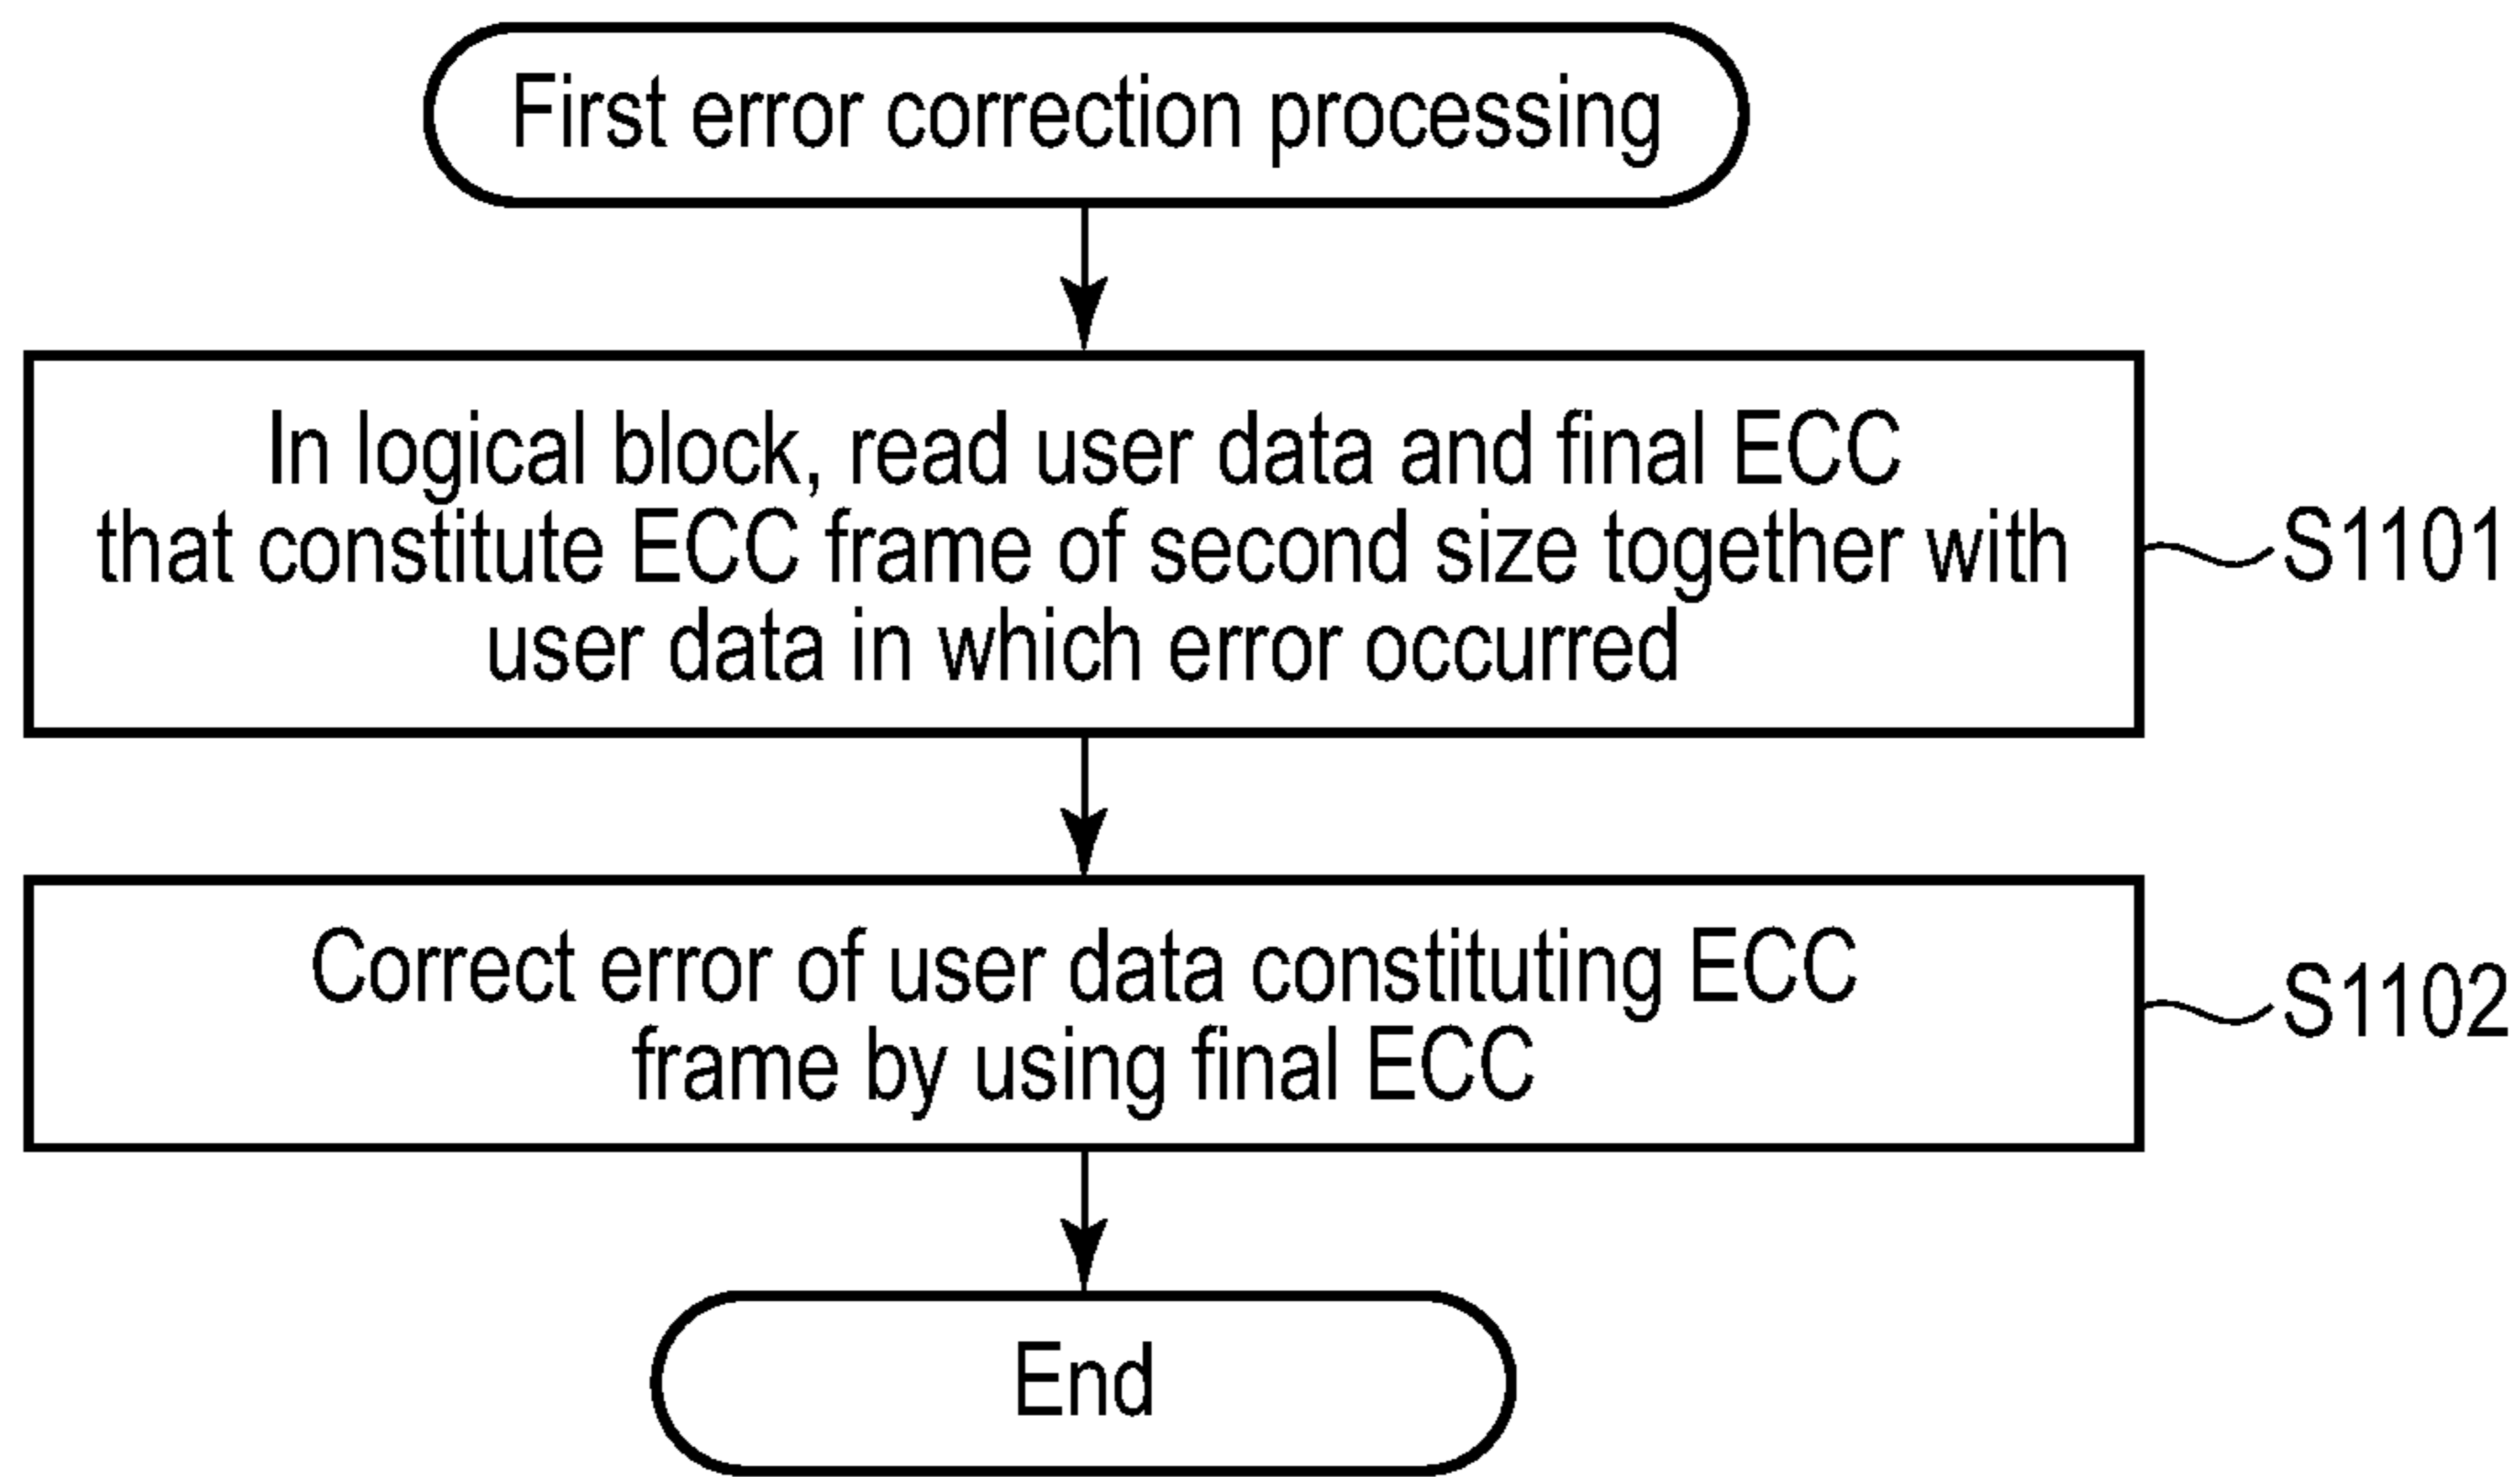 First error correction processing
In logical block, read user data and final ECC
that constitute ECC frame of second size together with
user data in which error occurred
S1101
Correct error of user data constituting ECC
frame by using final ECC
S1102
End